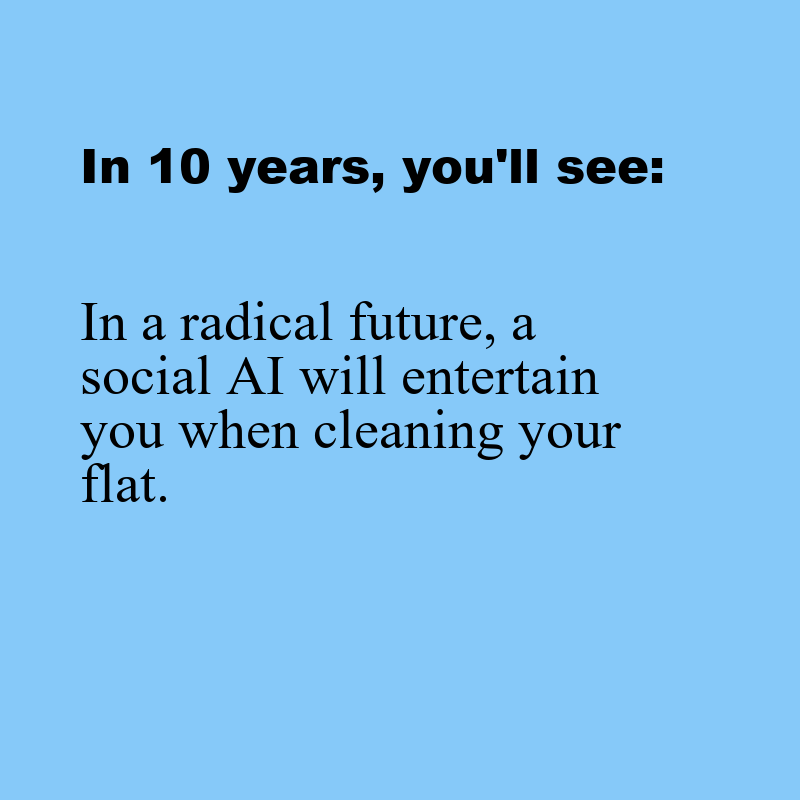 In 10 years, you'll see:
In a radical future, a
social AI will entertain
you when cleaning your
flat.